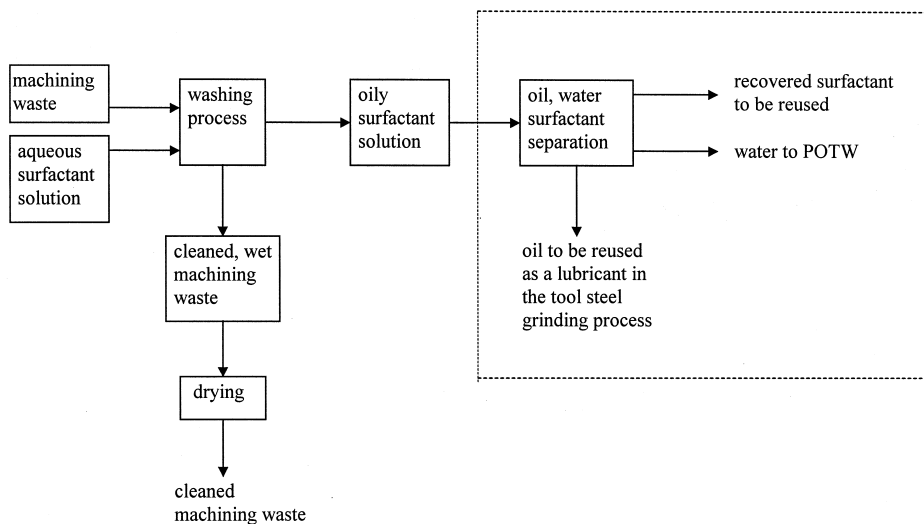 machining
waste
aqueous
surfactant
solution
washing
process
oily
surfactant
solution
oil, water
surfactant
separation
recovered surfactant
to be reused
water to POTW
oil to be reused
as a lubricant in
the tool steel
grinding process
cleaned, wet
machining
waste
drying
cleaned
machining waste